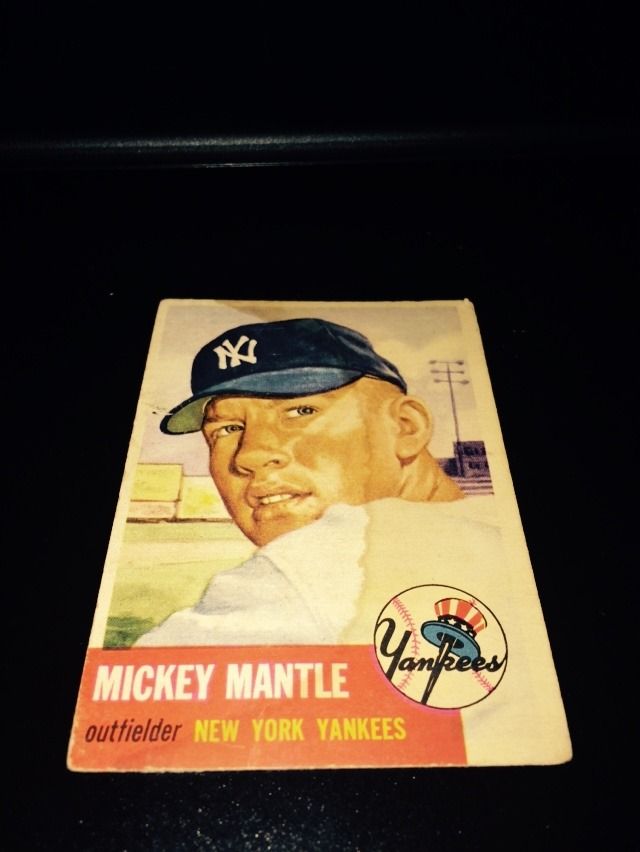 NY
MICKEY MANTLE
Yankees
outfielder NEW YORK YANKEES